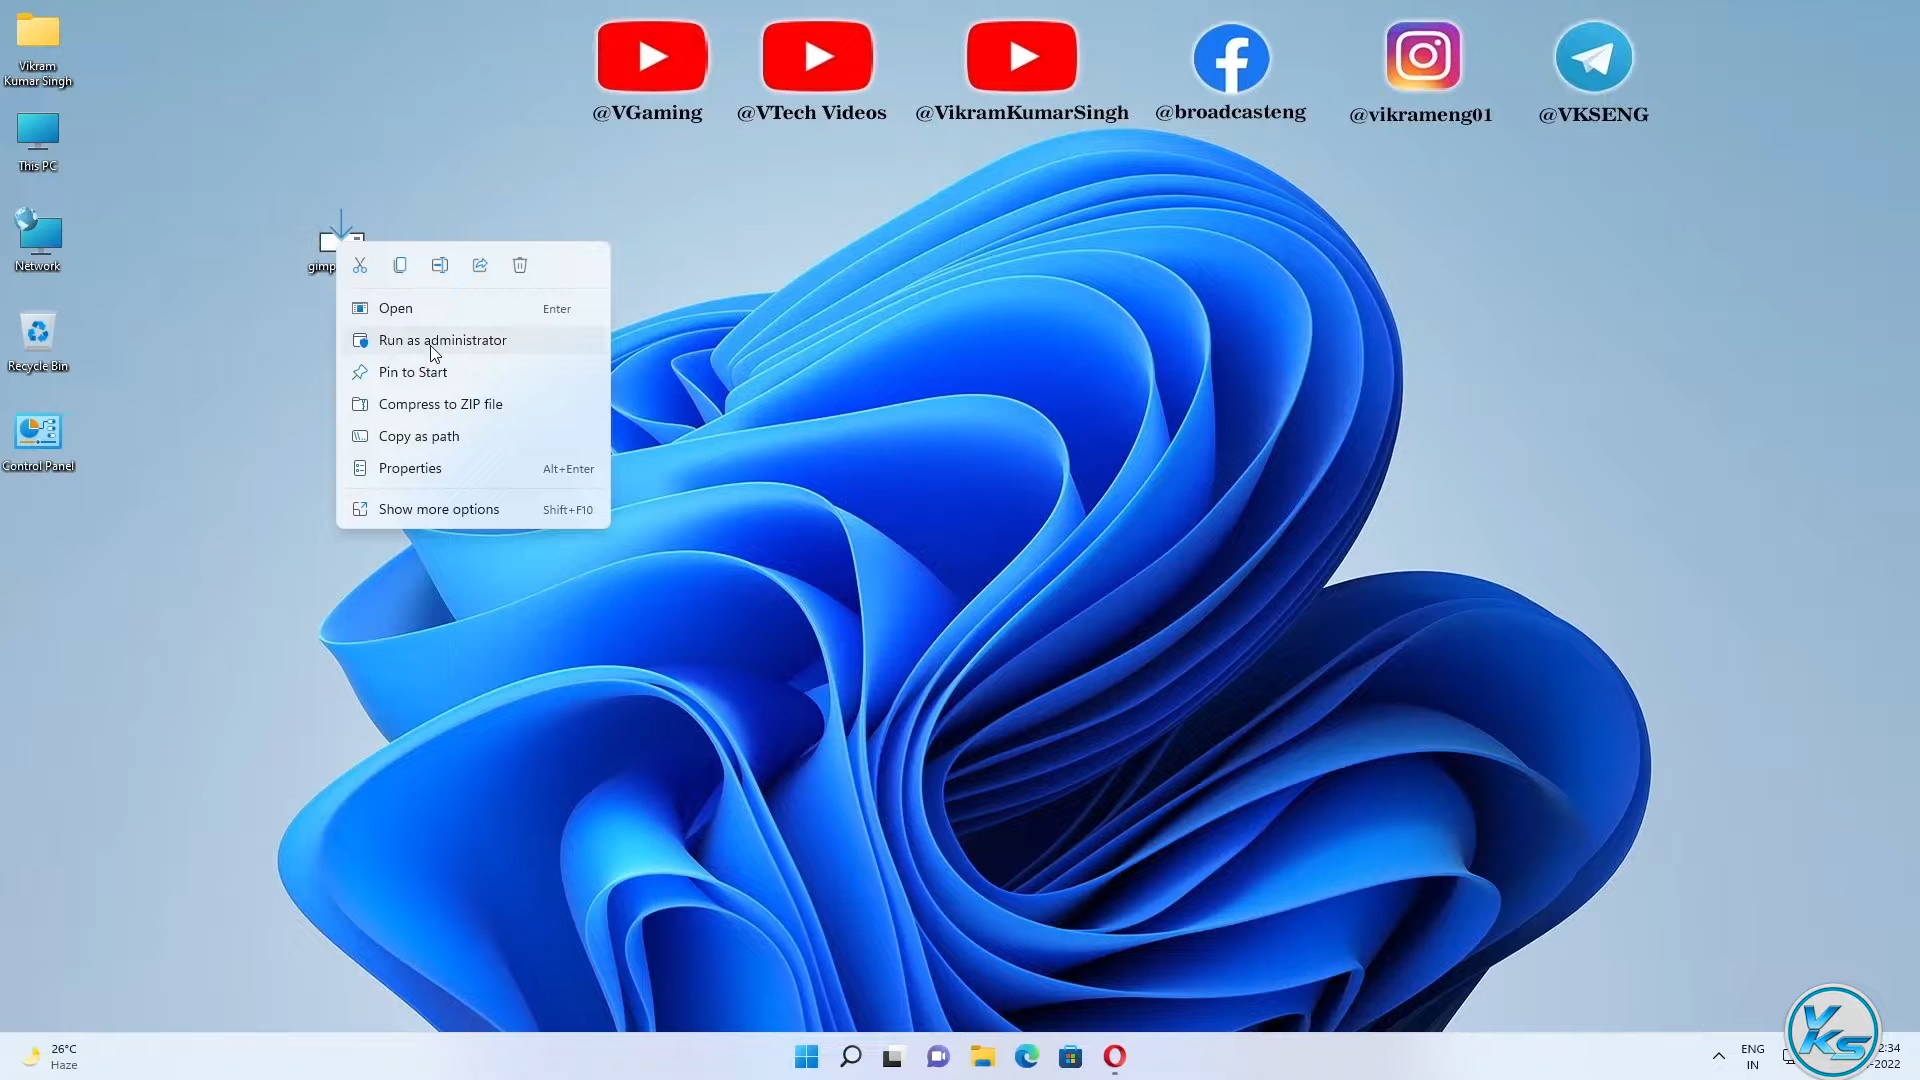 Vikram
Kumar Singh
This PC
Network
Recycle Bin
Control Panel
@VGaming
@VTech Videos
@VikramKumarSingh
@broadcasteng
@vikrameng01
@VKSENG
gimp
Open Enter
Run as administrator
Pin to Start
Compress to ZIP file
Copy as path
Properties Alt+Enter
Show more options Shift+F10
26°C
Haze
ENG
IN
2:34
-2022
VKS